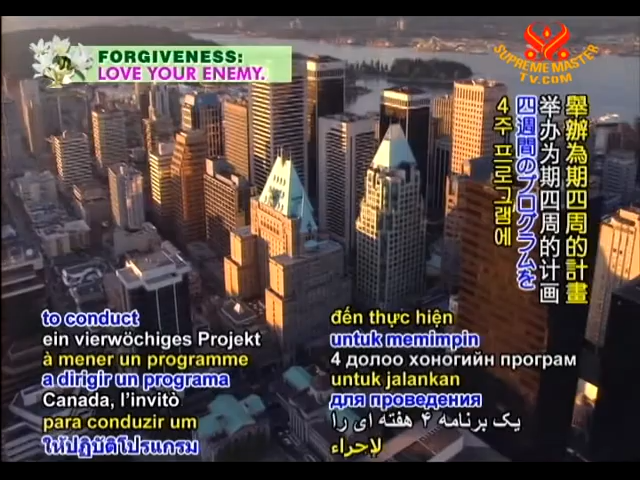 FORGIVENESS:
LOVE YOUR ENEMY.
SUPREME MASTER
TV.COM
舉辦為期四周的計畫
举办为期四周的计画
四週間のプログラムを
4주 프로그램에
to conduct
ein vierwöchiges Projekt
à mener un programme
a dirigir un programa
Canada, l'invitò
para conduzir um
ให้ปฏิบัติโปรแกรม
đến thực hiện
untuk memimpin
4 долоо хоногийн програм
untuk jalankan
для проведения
یک برنامه ۴ هفته ای را
لإجراء